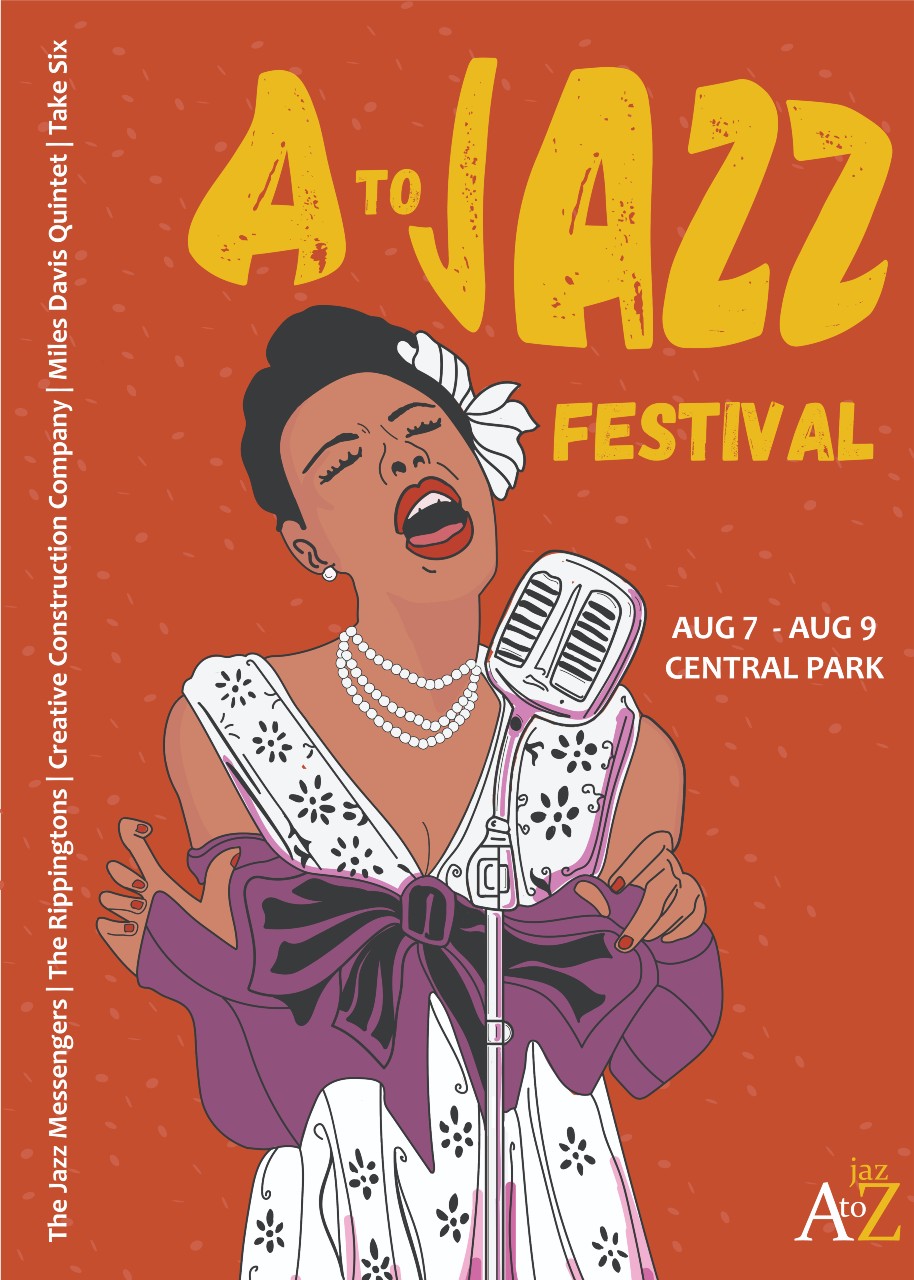 A TO JAZZ
FESTIVAL
AUG 7 - AUG 9
CENTRAL PARK
The Jazz Messengers | The Rippingtons | Creative Construction Company | Miles Davis Quintet | Take Six
jaz
AtoZ